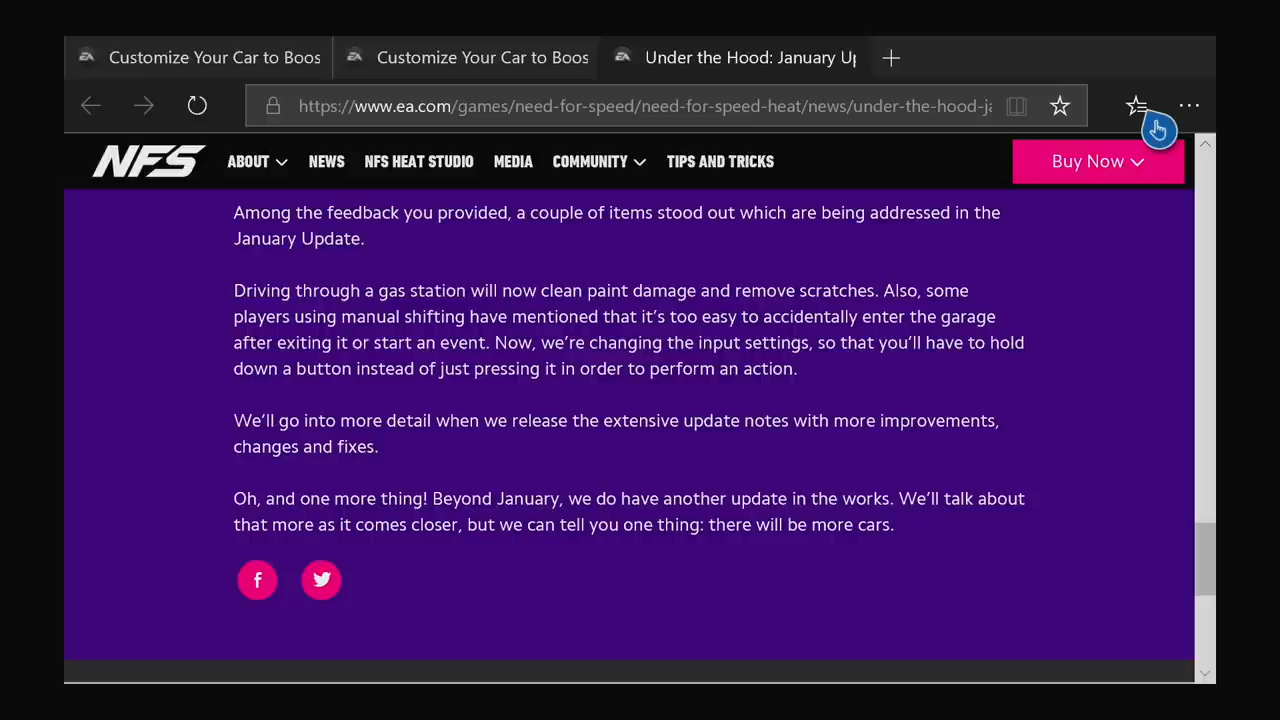 Customize Your Car to Boos
Customize Your Car to Boos
Under the Hood: January Up
https://www.ea.com/games/need-for-speed/need-for-speed-heat/news/under-the-hood-ja
NFS ABOUT NEWS NFS HEAT STUDIO MEDIA COMMUNITY TIPS AND TRICKS Buy Now
Among the feedback you provided, a couple of items stood out which are being addressed in the
January Update.
Driving through a gas station will now clean paint damage and remove scratches. Also, some
players using manual shifting have mentioned that it’s too easy to accidentally enter the garage
after exiting it or start an event. Now, we’re changing the input settings, so that you’ll have to hold
down a button instead of just pressing it in order to perform an action.
We’ll go into more detail when we release the extensive update notes with more improvements,
changes and fixes.
Oh, and one more thing! Beyond January, we do have another update in the works. We’ll talk about
that more as it comes closer, but we can tell you one thing: there will be more cars.